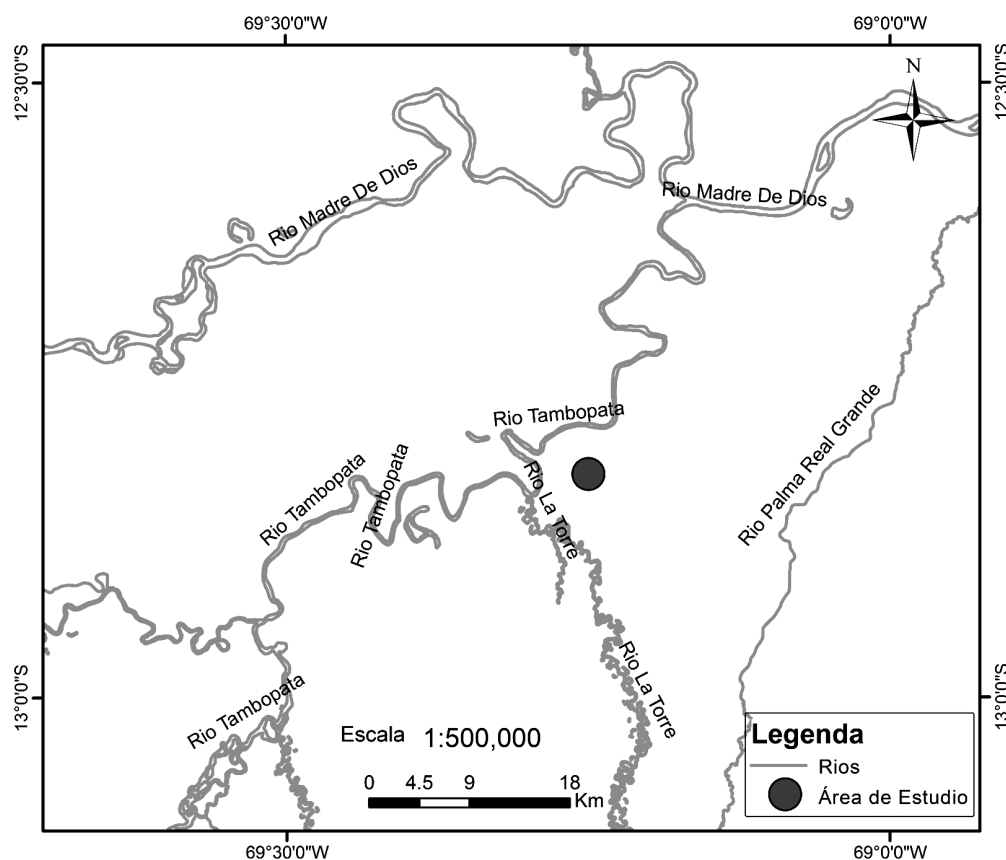 69°30'0"W
69°0'0"W
12°30'0"S
12°30'0"S
N
Rio Madre De Dios
Rio Madre De Dios
Rio Tambopata
Rio Palma Real Grande
Rio Tambopata
Rio Tambopata
Rio La Torre
Rio La Torre
Rio Tambopata
13°0'0"S
13°0'0"S
Escala 1:500,000
0 4.5 9 18
Km
Legenda
Rios
Área de Estudio
69°30'0"W
69°0'0"W